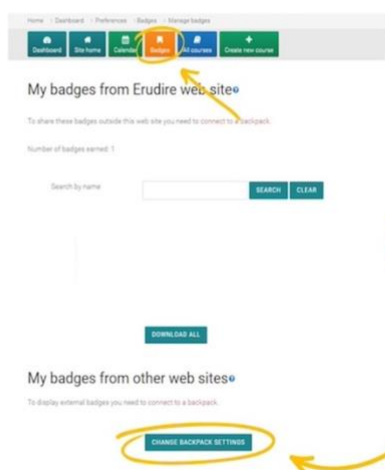 Home Dashboard Preferences Badges Manage badges
Dashboard Site home Calendar Badges All courses Create new course
My badges from Erudire web site
To share these badges outside this web site you need to connect to a backpack.
Number of badges earned: 1
Search by name SEARCH CLEAR
DOWNLOAD ALL
My badges from other web sites
To display external badges you need to connect to a backpack.
CHANGE BACKPACK SETTINGS